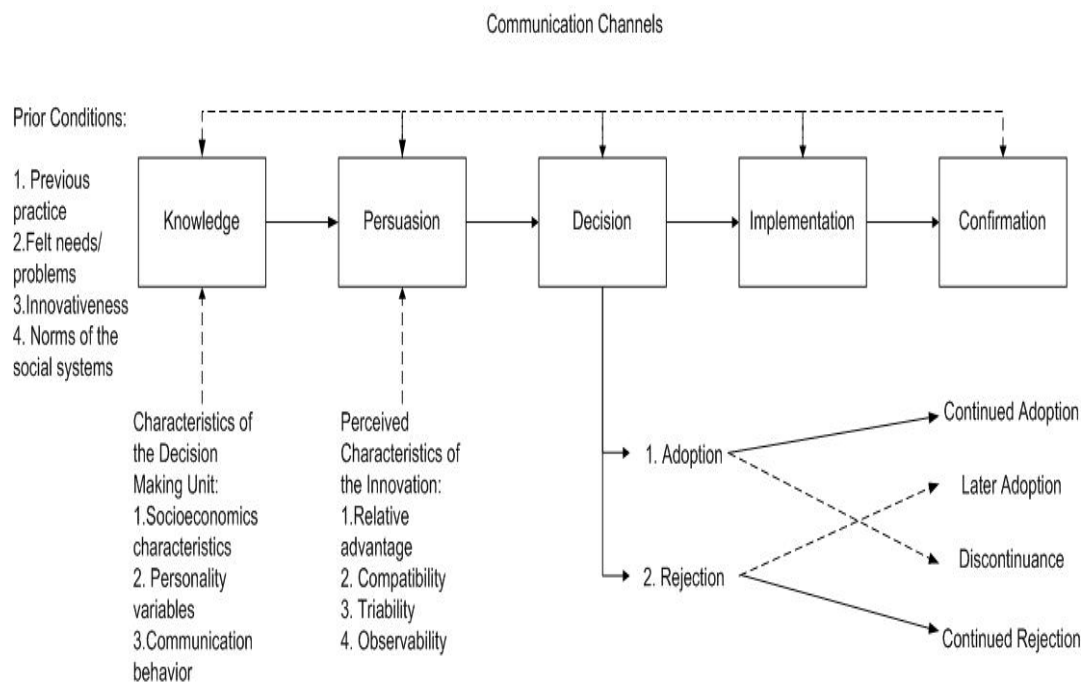 Communication Channels
Prior Conditions:
1. Previous
practice
2.Felt needs/
problems
3.Innovativeness
4. Norms of the
social systems
Knowledge
Persuasion
Decision
Implementation
Confirmation
Characteristics of
the Decision
Making Unit:
1.Socioeconomics
characteristics
2. Personality
variables
3.Communication
behavior
Perceived
Characteristics of
the Innovation:
1.Relative
advantage
2. Compatibility
3. Triability
4. Observability
1. Adoption
2. Rejection
Continued Adoption
Later Adoption
Discontinuance
Continued Rejection